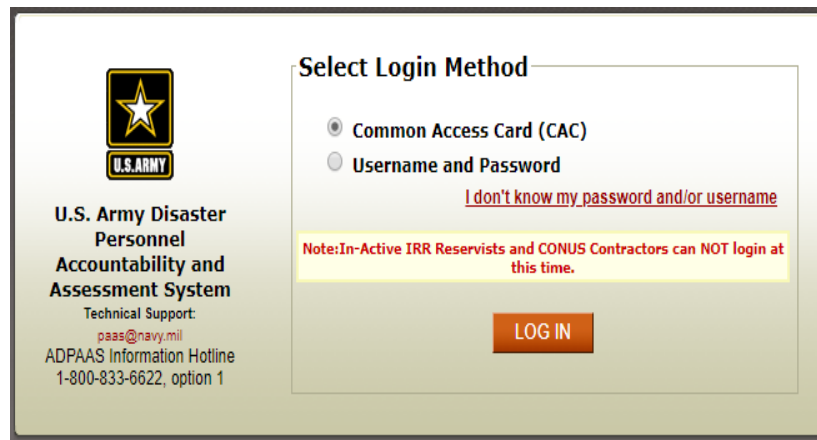 U.S.ARMY
U.S. Army Disaster
Personnel
Accountability and
Assessment System
Technical Support:
paas@navy.mil
ADPAAS Information Hotline
1-800-833-6622, option 1
Select Login Method
Common Access Card (CAC)
Username and Password
I don't know my password and/or username
Note:In-Active IRR Reservists and CONUS Contractors can NOT login at
this time.
LOG IN